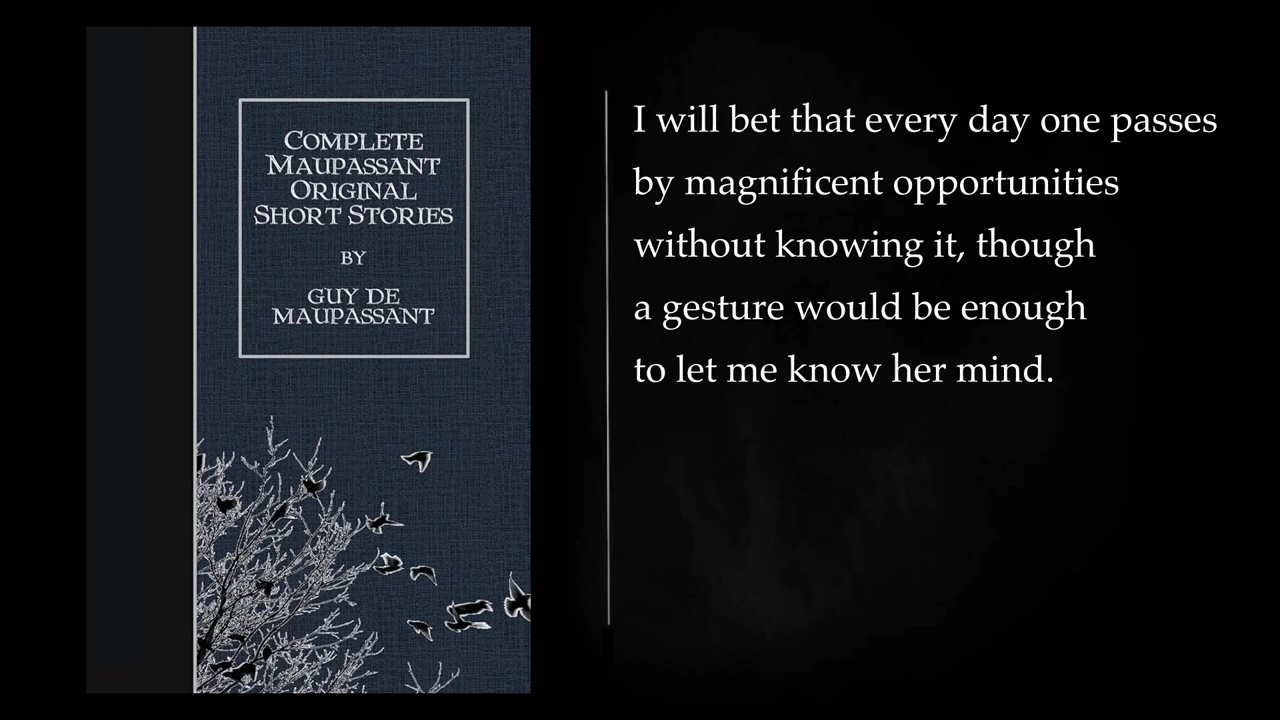 COMPLETE
MAUPASSANT
ORIGINAL
SHORT STORIES
BY
GUY DE
MAUPASSANT
I will bet that every day one passes
by magnificent opportunities
without knowing it, though
a gesture would be enough
to let me know her mind.